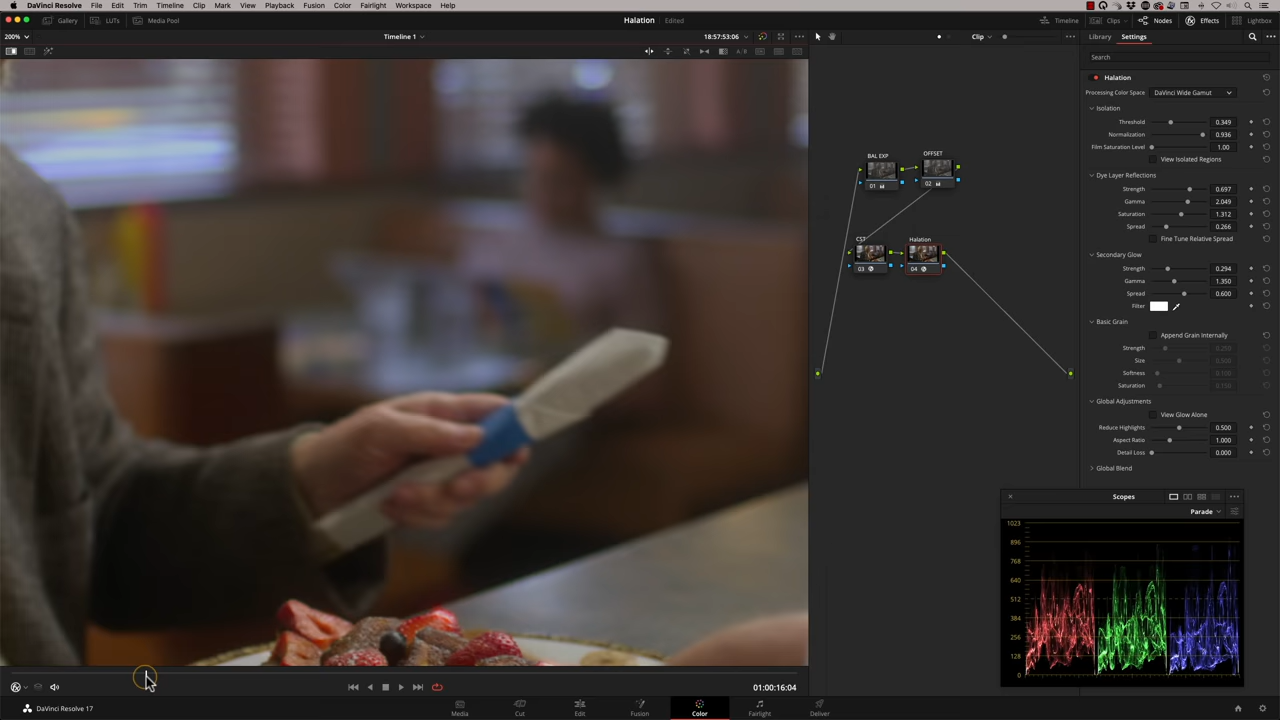 DaVinci Resolve File Edit Trim Timeline Clip Mark View Playback Fusion Color Fairlight Workspace Help
Gallery LUTs Media Pool Halation Edited Timeline Clips Nodes Effects Lightbox
200% Timeline 1 18:57:53:06 Clip Library Settings
Search
Halation
Processing Color Space DaVinci Wide Gamut
Isolation
Threshold 0.349
Normalization 0.936
Film Saturation Level 1.00
View Isolated Regions
Dye Layer Reflections
Strength 0.697
Gamma 2.049
Saturation 1.312
Spread 0.266
Fine Tune Relative Spread
Secondary Glow
Strength 0.294
Gamma 1.350
Spread 0.600
Filter
Basic Grain
Append Grain Internally
Strength 0.250
Size 0.500
Softness 0.100
Saturation 0.150
Global Adjustments
View Glow Alone
Reduce Highlights 0.500
Aspect Ratio 1.000
Detail Loss 0.000
Global Blend
BAL EXP OFFSET
01 02
CST Halation
03 04
Scopes
Parade
1023
896
768
640
512
384
256
128
0
01:00:16:04
DaVinci Resolve 17 Media Cut Edit Fusion Color Fairlight Deliver